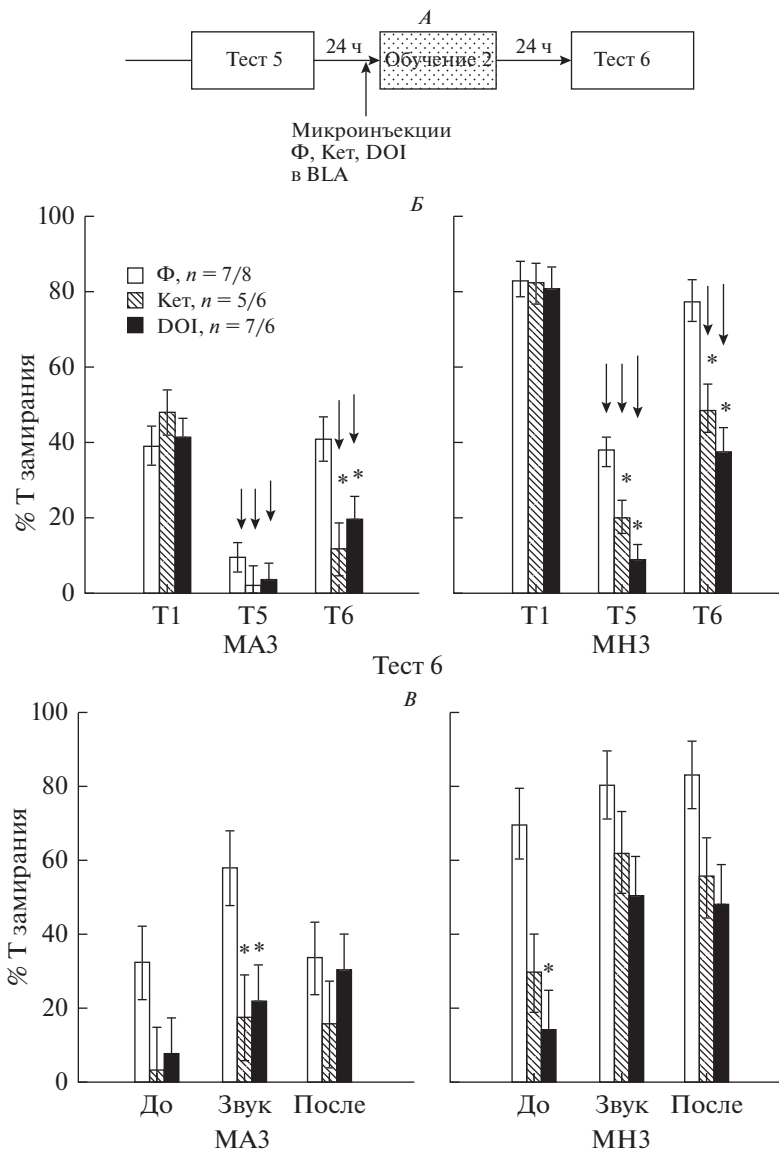 А
Тест 5
24 ч
Обучение 2
24 ч
Тест 6
Микроинъекции
Ф, Кет, DOI
в BLA
Б
100
80
60
40
20
0
% Т замирания
Ф, n = 7/8
Кет, n = 5/6
DOI, n = 7/6
* *
* *
* *
Т1 Т5 Т6
МАЗ
Т1 Т5 Т6
МНЗ
Тест 6
В
100
80
60
40
20
0
% Т замирания
* *
*
До Звук После
МАЗ
До Звук После
МНЗ